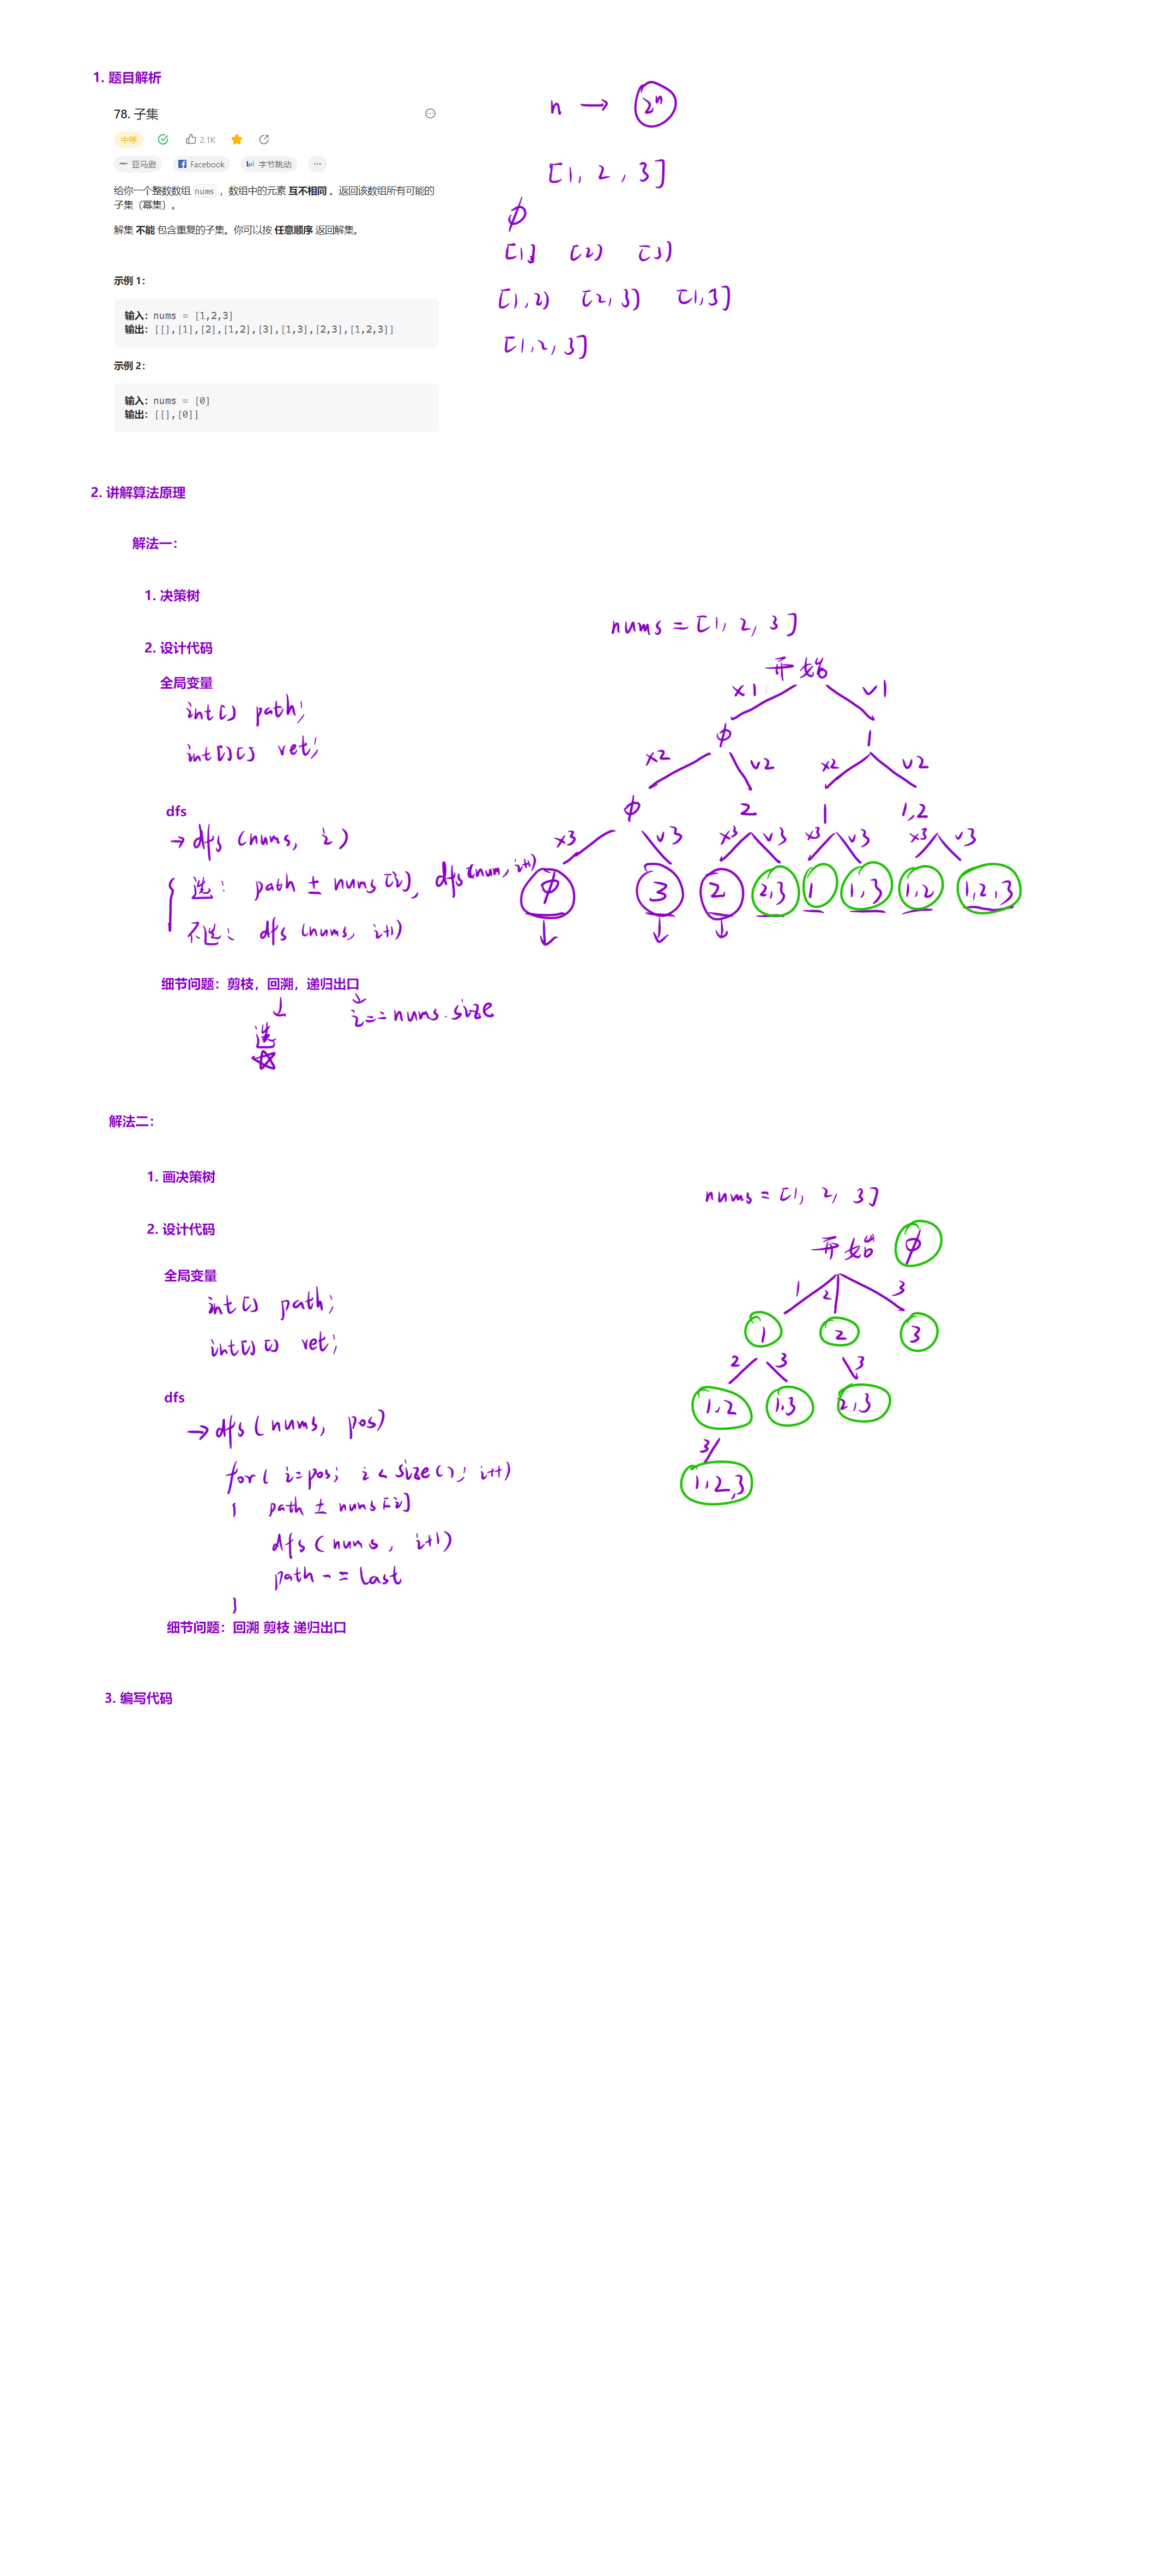 1. 题目解析
78. 子集
中等 2.1K
亚马逊 Facebook 字节跳动 ...
给你一个整数数组 nums ，数组中的元素 互不相同 。返回该数组所有可能的
子集（幂集）。
解集 不能 包含重复的子集。你可以按 任意顺序 返回解集。
示例 1：
输入：nums = [1,2,3]
输出：[[],[1],[2],[1,2],[3],[1,3],[2,3],[1,2,3]]
示例 2：
输入：nums = [0]
输出：[[],[0]]
n → 2ⁿ
[1, 2, 3]
φ
[1] [2] [3]
[1,2] [2,3] [1,3]
[1,2,3]
2. 讲解算法原理
解法一：
1. 决策树
2. 设计代码
全局变量
int[] path;
int[][] ret;
dfs
→ dfs (nums, i)
选： path ± nums[i], dfs(num, i+1)
不选： dfs (nums, i+1)
细节问题：剪枝，回溯，递归出口
↓ ↓
选 i == nums.size
☆
nums = [1, 2, 3]
开始
x1 v1
φ 1
x2 v2 x2 v2
φ 2 1 1,2
x3 v3 x3 v3 x3 v3 x3 v3
φ 3 2 2,3 1 1,3 1,2 1,2,3
↓ ↓ ↓
解法二：
1. 画决策树
2. 设计代码
全局变量
int[] path;
int[][] ret;
dfs
→ dfs(nums, pos)
for( i=pos; i < size(); i++)
{ path ± nums[i]
dfs(nums, i+1)
path -= last
}
细节问题：回溯 剪枝 递归出口
nums = [1, 2, 3]
开始 φ
1 2 3
1 2 3
2 3 3
1,2 1,3 2,3
3
1,2,3
3. 编写代码